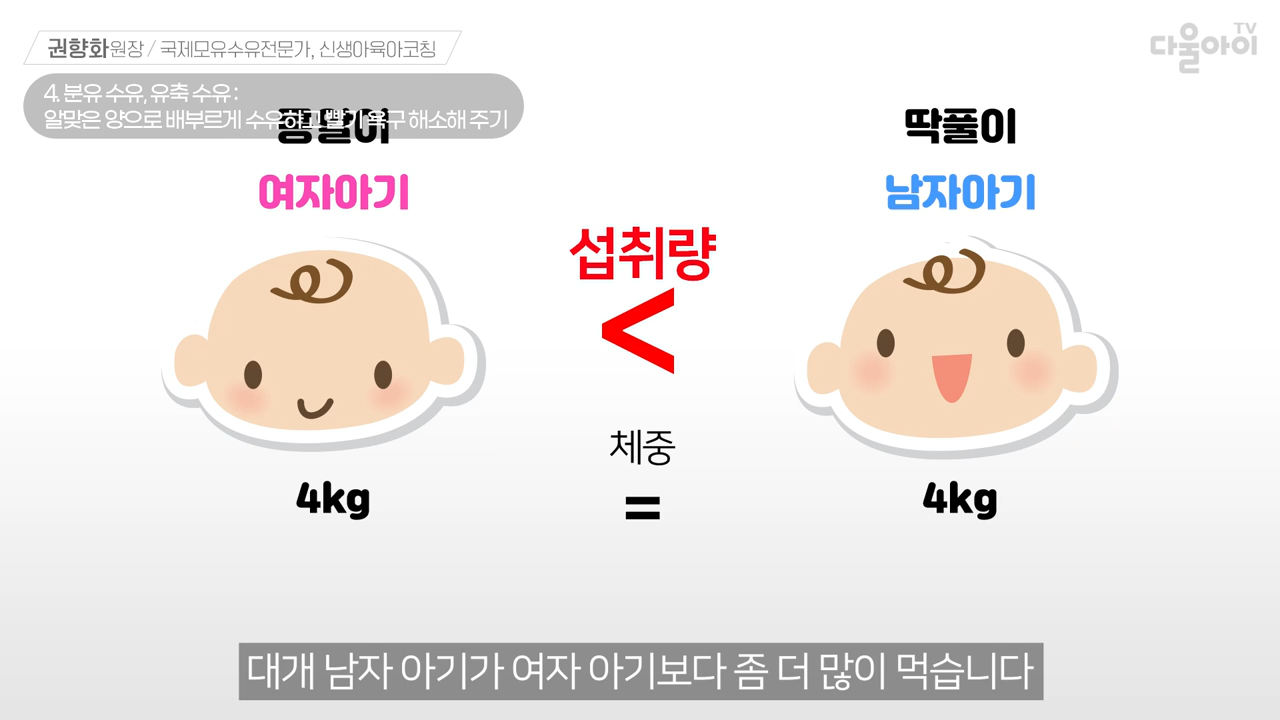 권향화원장 / 국제모유수유전문가, 신생아육아코칭
TV
다울아이
4. 분유 수유, 유축 수유 :
알맞은 양으로 배부르게 수유하고 빨기 욕구 해소해 주기
딱풀이
여자아기
남자아기
섭취량
<
체중
4kg
=
4kg
대개 남자 아기가 여자 아기보다 좀 더 많이 먹습니다